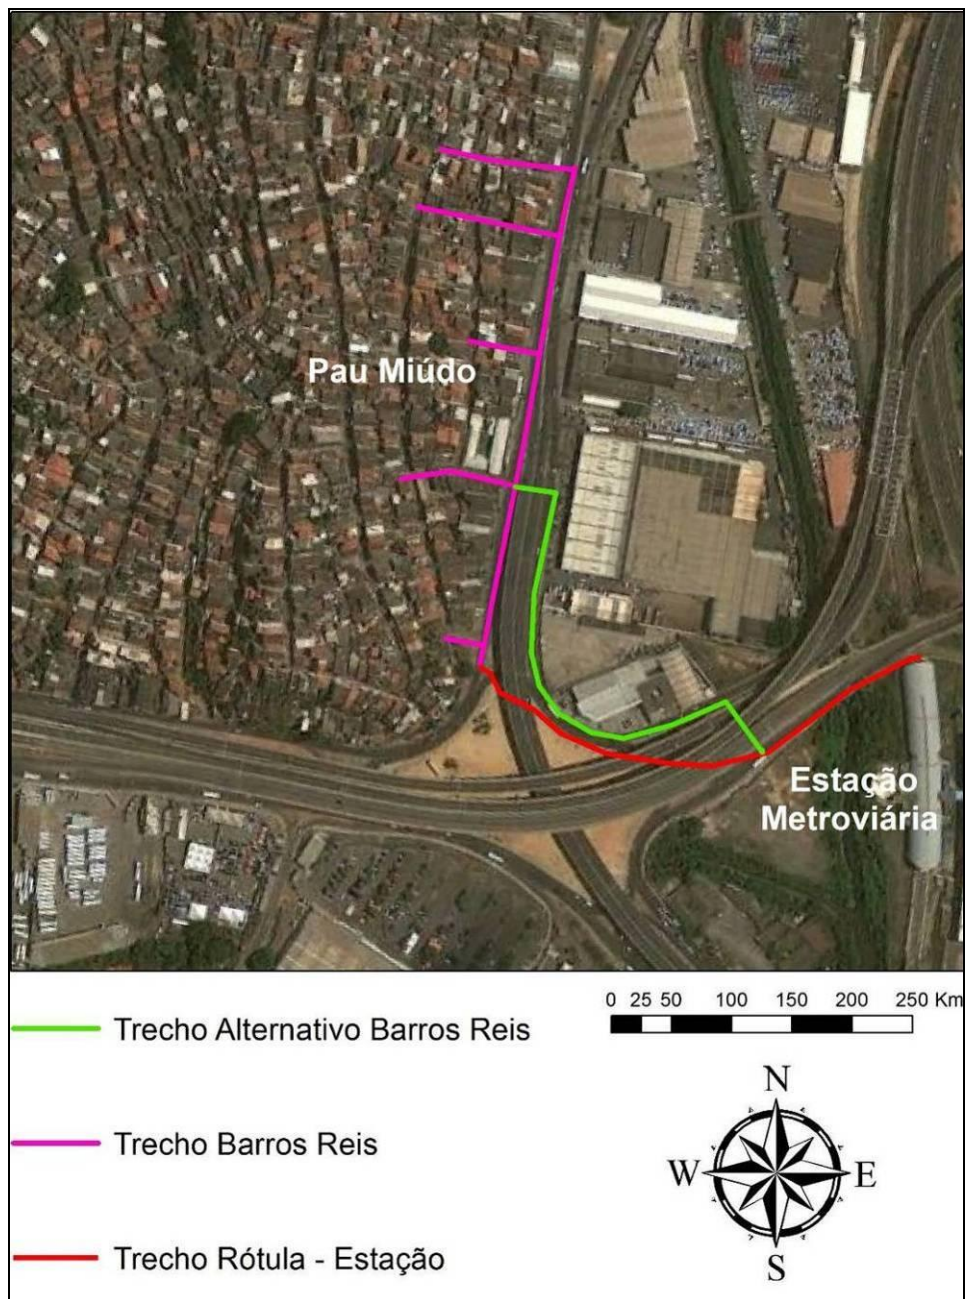 Pau Miúdo
Estação
Metroviária
Trecho Alternativo Barros Reis
0 25 50 100 150 200 250 Km
Trecho Barros Reis
N
W E
S
Trecho Rótula - Estação